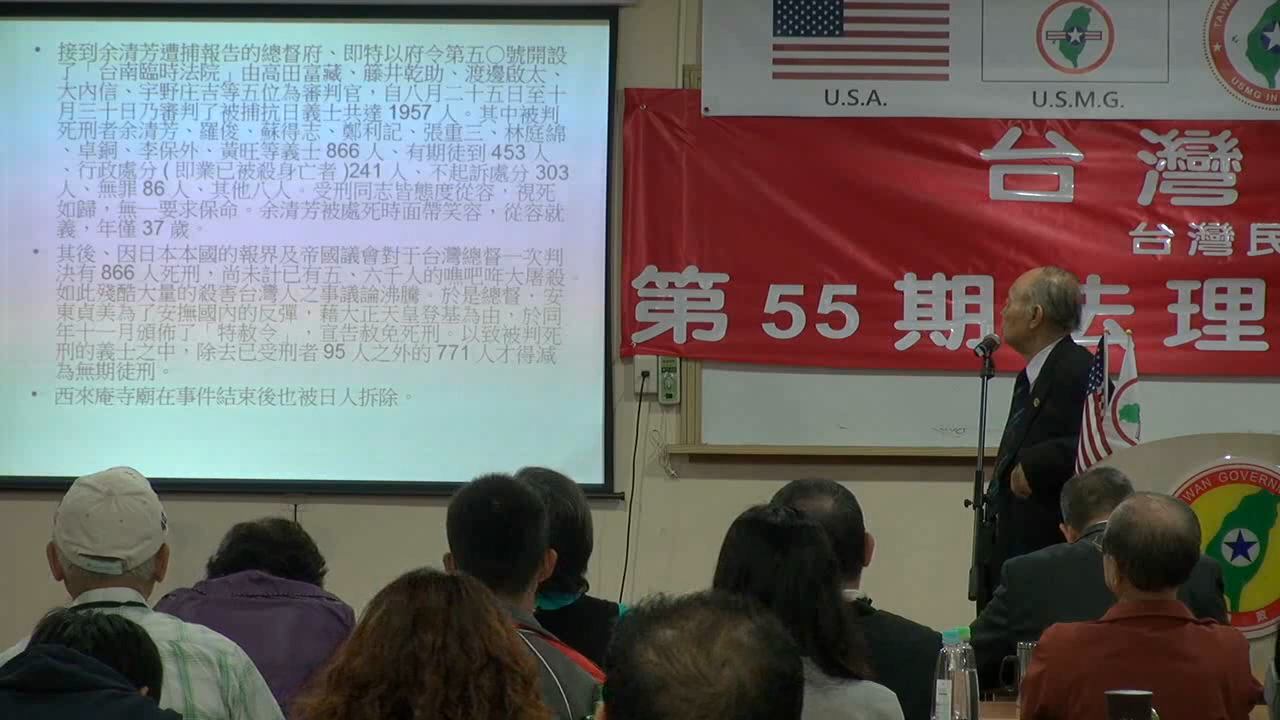 • 接到余清芳遭捕報告的總督府、即特以府令第五〇號開設
了「台南臨時法院」由高田富藏、藤井乾助、渡邊啟太、
大內信、宇野庄吉等五位為審判官，自八月二十五日至十
月三十日乃審判了被捕抗日義士共達 1957 人。其中被判
死刑者余清芳、羅俊、蘇得志、鄭利記、張重三、林庭綿
、卓銅、李保外、黃旺等義士 866 人、有期徒刑 453 人
、行政處分 ( 即業已被殺身亡者 )241 人、不起訴處分 303
人、無罪 86 人、其他八人。受刑同志皆態度從容，視死
如歸，無一要求保命。余清芳被處死時面帶笑容，從容就
義，年僅 37 歲。
• 其後、因日本本國的報界及帝國議會對于台灣總督一次判
決有 866 人死刑，尚未計已有五、六千人的噍吧哖大屠殺。
如此殘酷大量的殺害台灣人之事議論沸騰。於是總督，安
東貞美為了安撫國內的反彈，藉大正天皇登基為由，於同
年十一月頒佈了「特赦令」，宣告赦免死刑。以致被判死
刑的義士之中，除去已受刑者 95 人之外的 771 人才得減
為無期徒刑。
• 西來庵寺廟在事件結束後也被日人拆除。
U.S.A.
U.S.M.G.
USMG IN
台灣
台灣民
第55期法理
WAN GOVERN